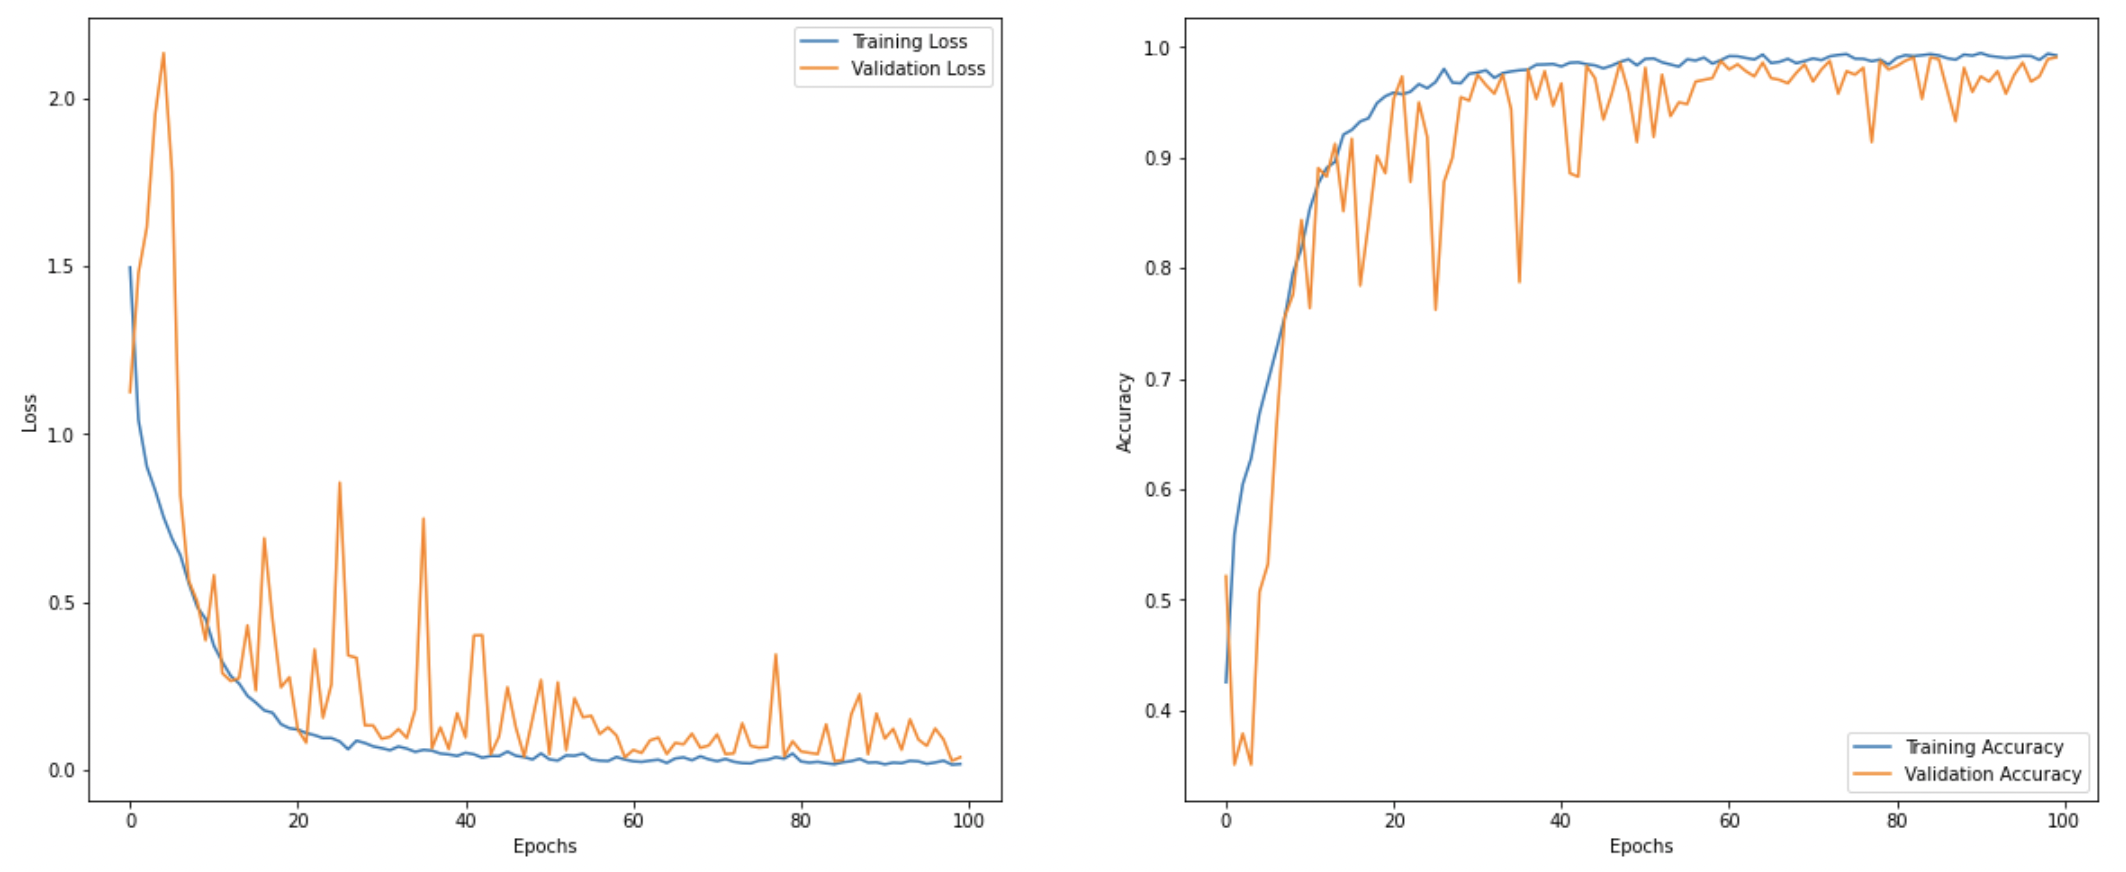 Training Loss
Validation Loss
2.0
1.5
1.0
0.5
0.0
Loss
0 20 40 60 80 100
Epochs
1.0
0.9
0.8
0.7
0.6
0.5
0.4
Accuracy
Training Accuracy
Validation Accuracy
0 20 40 60 80 100
Epochs